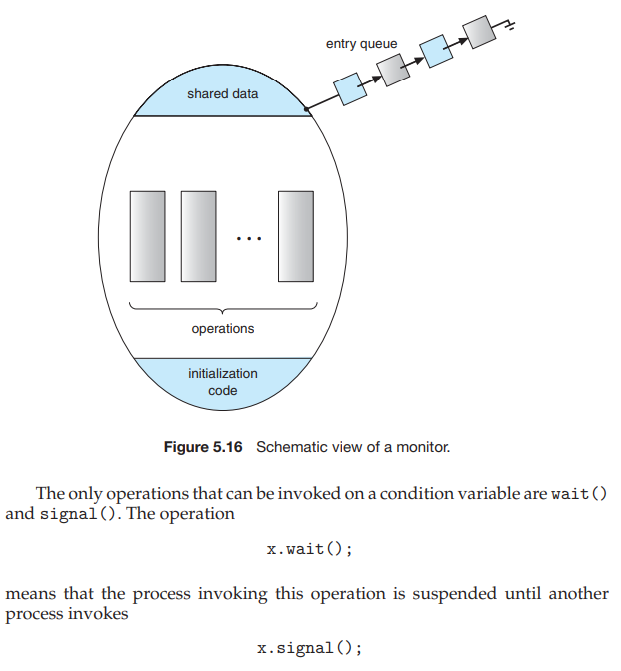 entry queue
shared data
• • •
operations
initialization
code
Figure 5.16 Schematic view of a monitor.
The only operations that can be invoked on a condition variable are wait()
and signal(). The operation
x.wait();
means that the process invoking this operation is suspended until another
process invokes
x.signal();